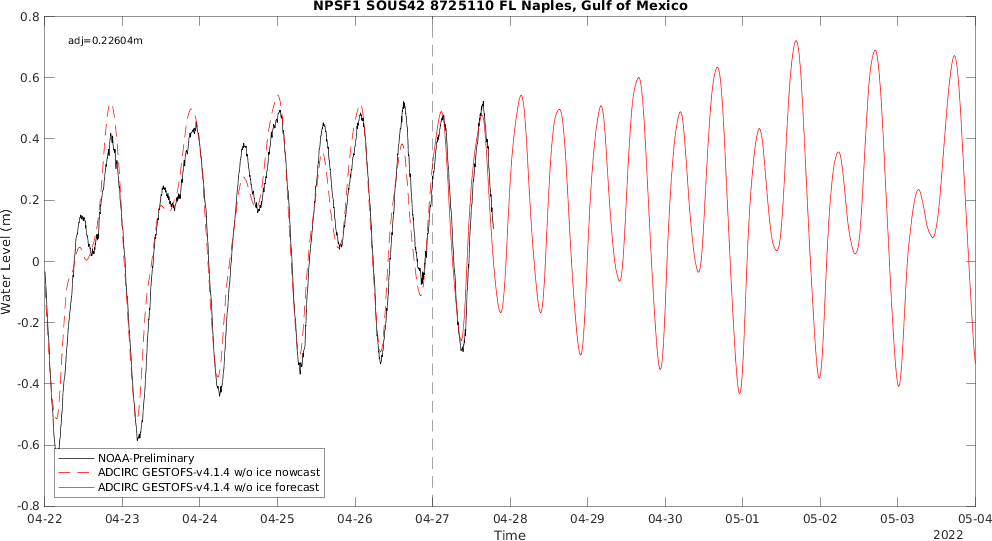 NPSF1 SOUS42 8725110 FL Naples, Gulf of Mexico
adj=0.22604m
0.8
0.6
0.4
0.2
0
-0.2
-0.4
-0.6
-0.8
Water Level (m)
NOAA-Preliminary
ADCIRC GESTOFS-v4.1.4 w/o ice nowcast
ADCIRC GESTOFS-v4.1.4 w/o ice forecast
04-22 04-23 04-24 04-25 04-26 04-27 04-28 04-29 04-30 05-01 05-02 05-03 05-04
Time
2022